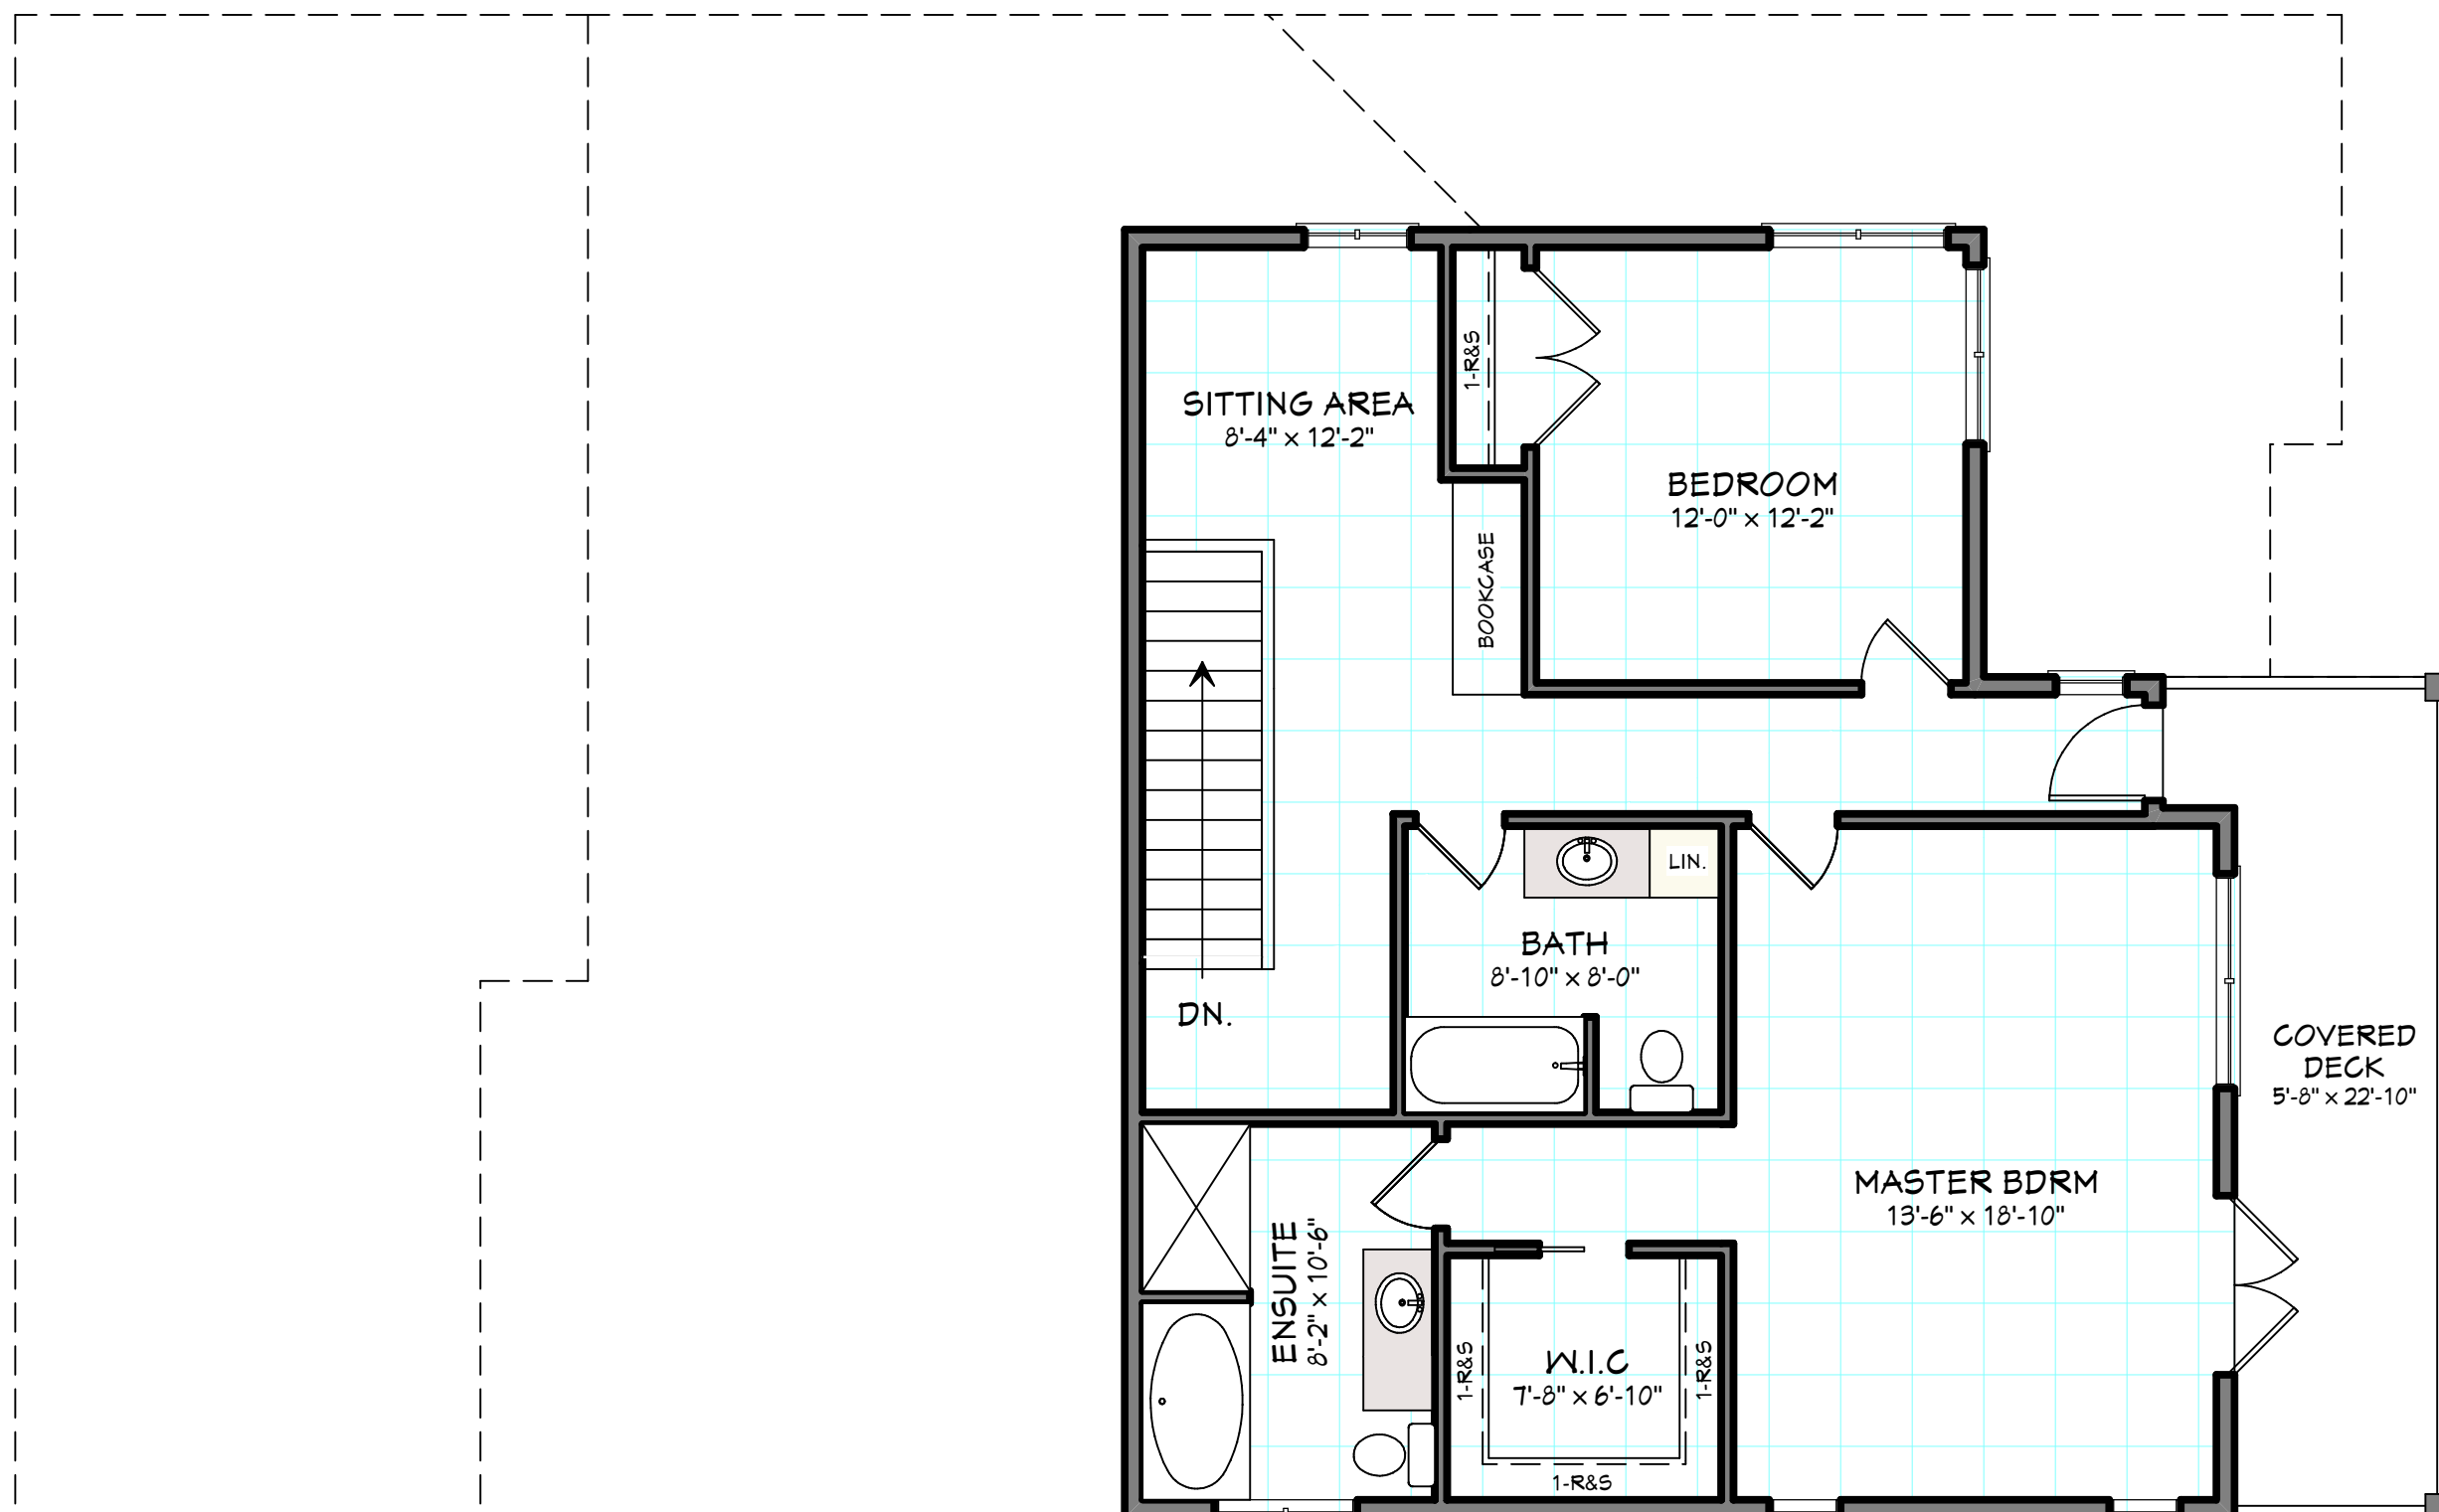 SITTING AREA
8'-4" x 12'-2"
1-R&S
BEDROOM
12'-0" x 12'-2"
BOOKCASE
LIN.
BATH
8'-10" x 8'-0"
DN.
COVERED
DECK
5'-8" x 22'-10"
MASTER BDRM
13'-6" x 18'-10"
ENSUITE
8'-2" x 10'-6"
1-R&S
W.I.C
7'-8" x 6'-10"
1-R&S
1-R&S